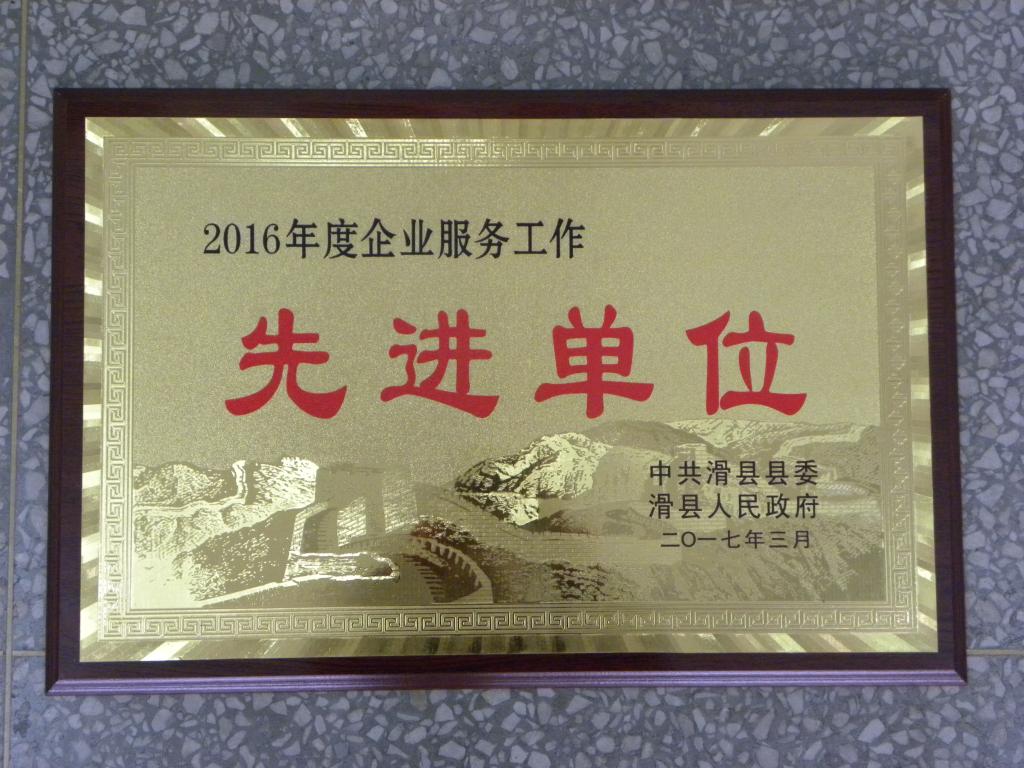 2016年度企业服务工作
先进单位
中共滑县县委
滑县人民政府
二〇一七年三月